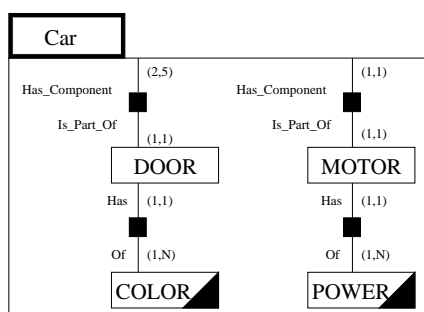 Car
(2,5) (1,1)
Has_Component Has_Component
Is_Part_Of Is_Part_Of
(1,1) (1,1)
DOOR MOTOR
Has (1,1) Has (1,1)
Of (1,N) Of (1,N)
COLOR POWER